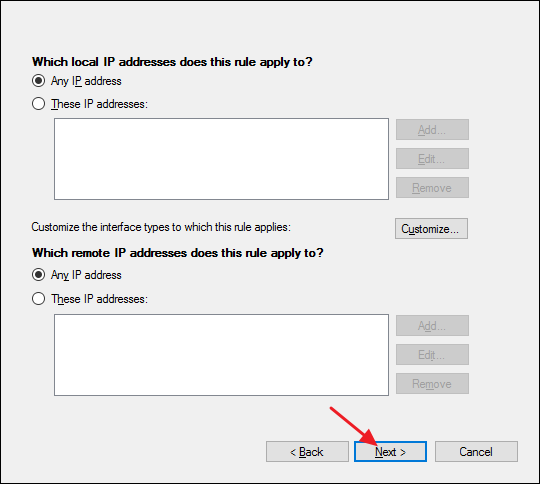 Which local IP addresses does this rule apply to?
Any IP address
These IP addresses:
Add...
Edit...
Remove
Customize the interface types to which this rule applies:
Customize...
Which remote IP addresses does this rule apply to?
Any IP address
These IP addresses:
Add...
Edit...
Remove
< Back
Next >
Cancel